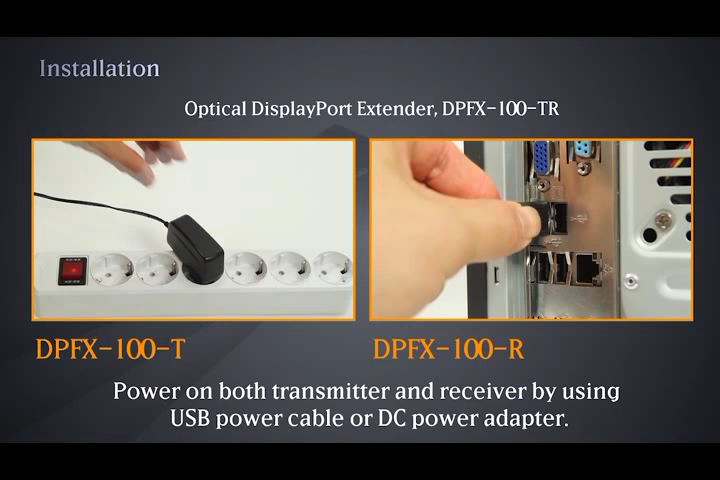 Installation
Optical DisplayPort Extender, DPFX-100-TR
DPFX-100-T
DPFX-100-R
Power on both transmitter and receiver by using
USB power cable or DC power adapter.